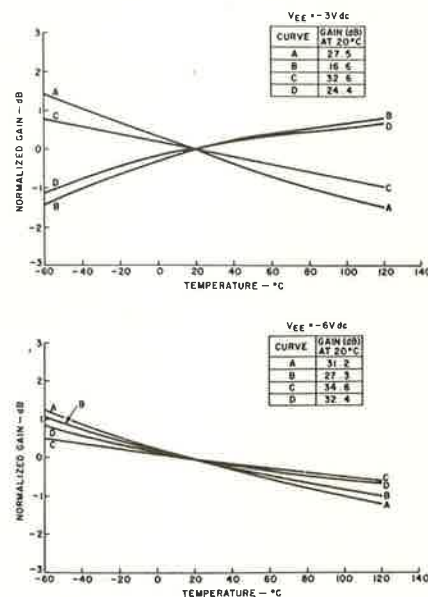 V_EE = -3V dc
CURVE GAIN (dB) AT 20°C
A 27.5
B 16.6
C 32.6
D 24.4
NORMALIZED GAIN — dB
3
2
1
0
-1
-2
-3
A
C
D
B
B
D
C
A
-60 -40 -20 0 20 40 60 80 100 120 140
TEMPERATURE — °C
V_EE = -6V dc
CURVE GAIN (dB) AT 20°C
A 31.2
B 27.3
C 34.6
D 32.4
NORMALIZED GAIN — dB
3
2
1
0
-1
-2
-3
A
B
D
C
C
D
B
A
-60 -40 -20 0 20 40 60 80 100 120 140
TEMPERATURE — °C